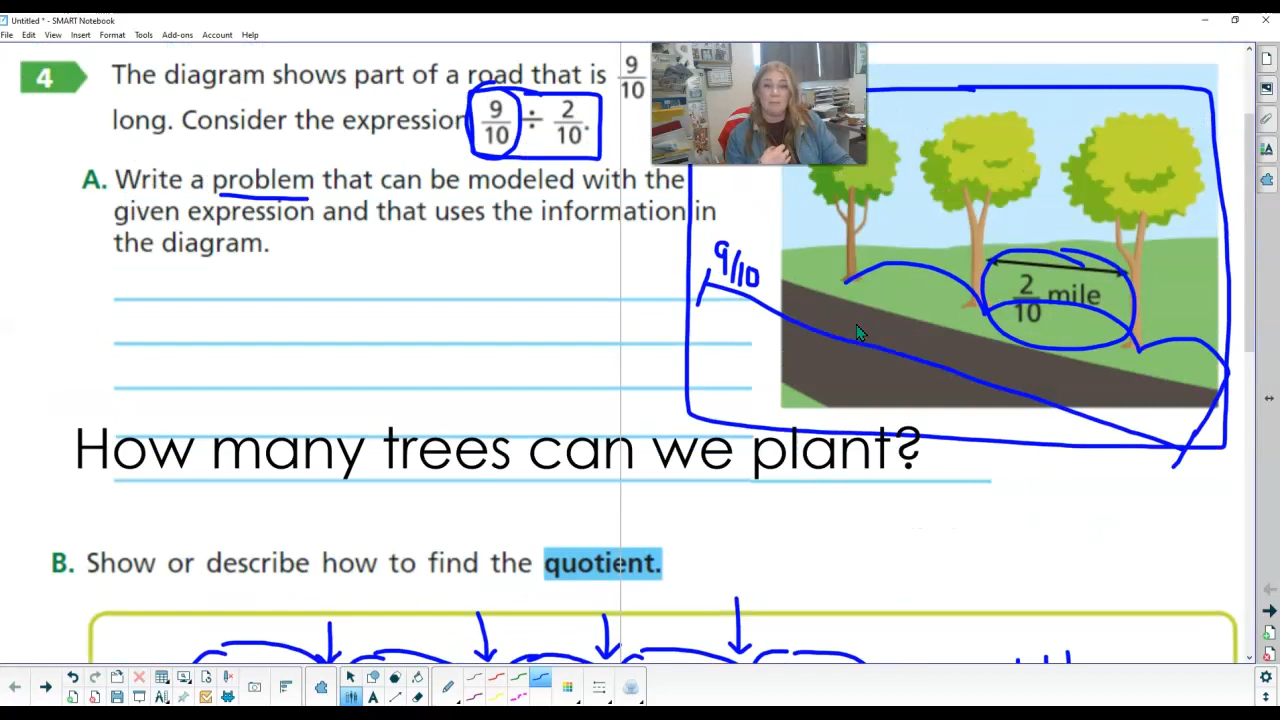 Untitled * - SMART Notebook
File Edit View Insert Format Tools Add-ons Account Help
4 The diagram shows part of a road that is 9/10
long. Consider the expression 9/10 ÷ 2/10.
A. Write a problem that can be modeled with the
given expression and that uses the information in
the diagram.
9/10
2/10 mile
How many trees can we plant?
B. Show or describe how to find the quotient.